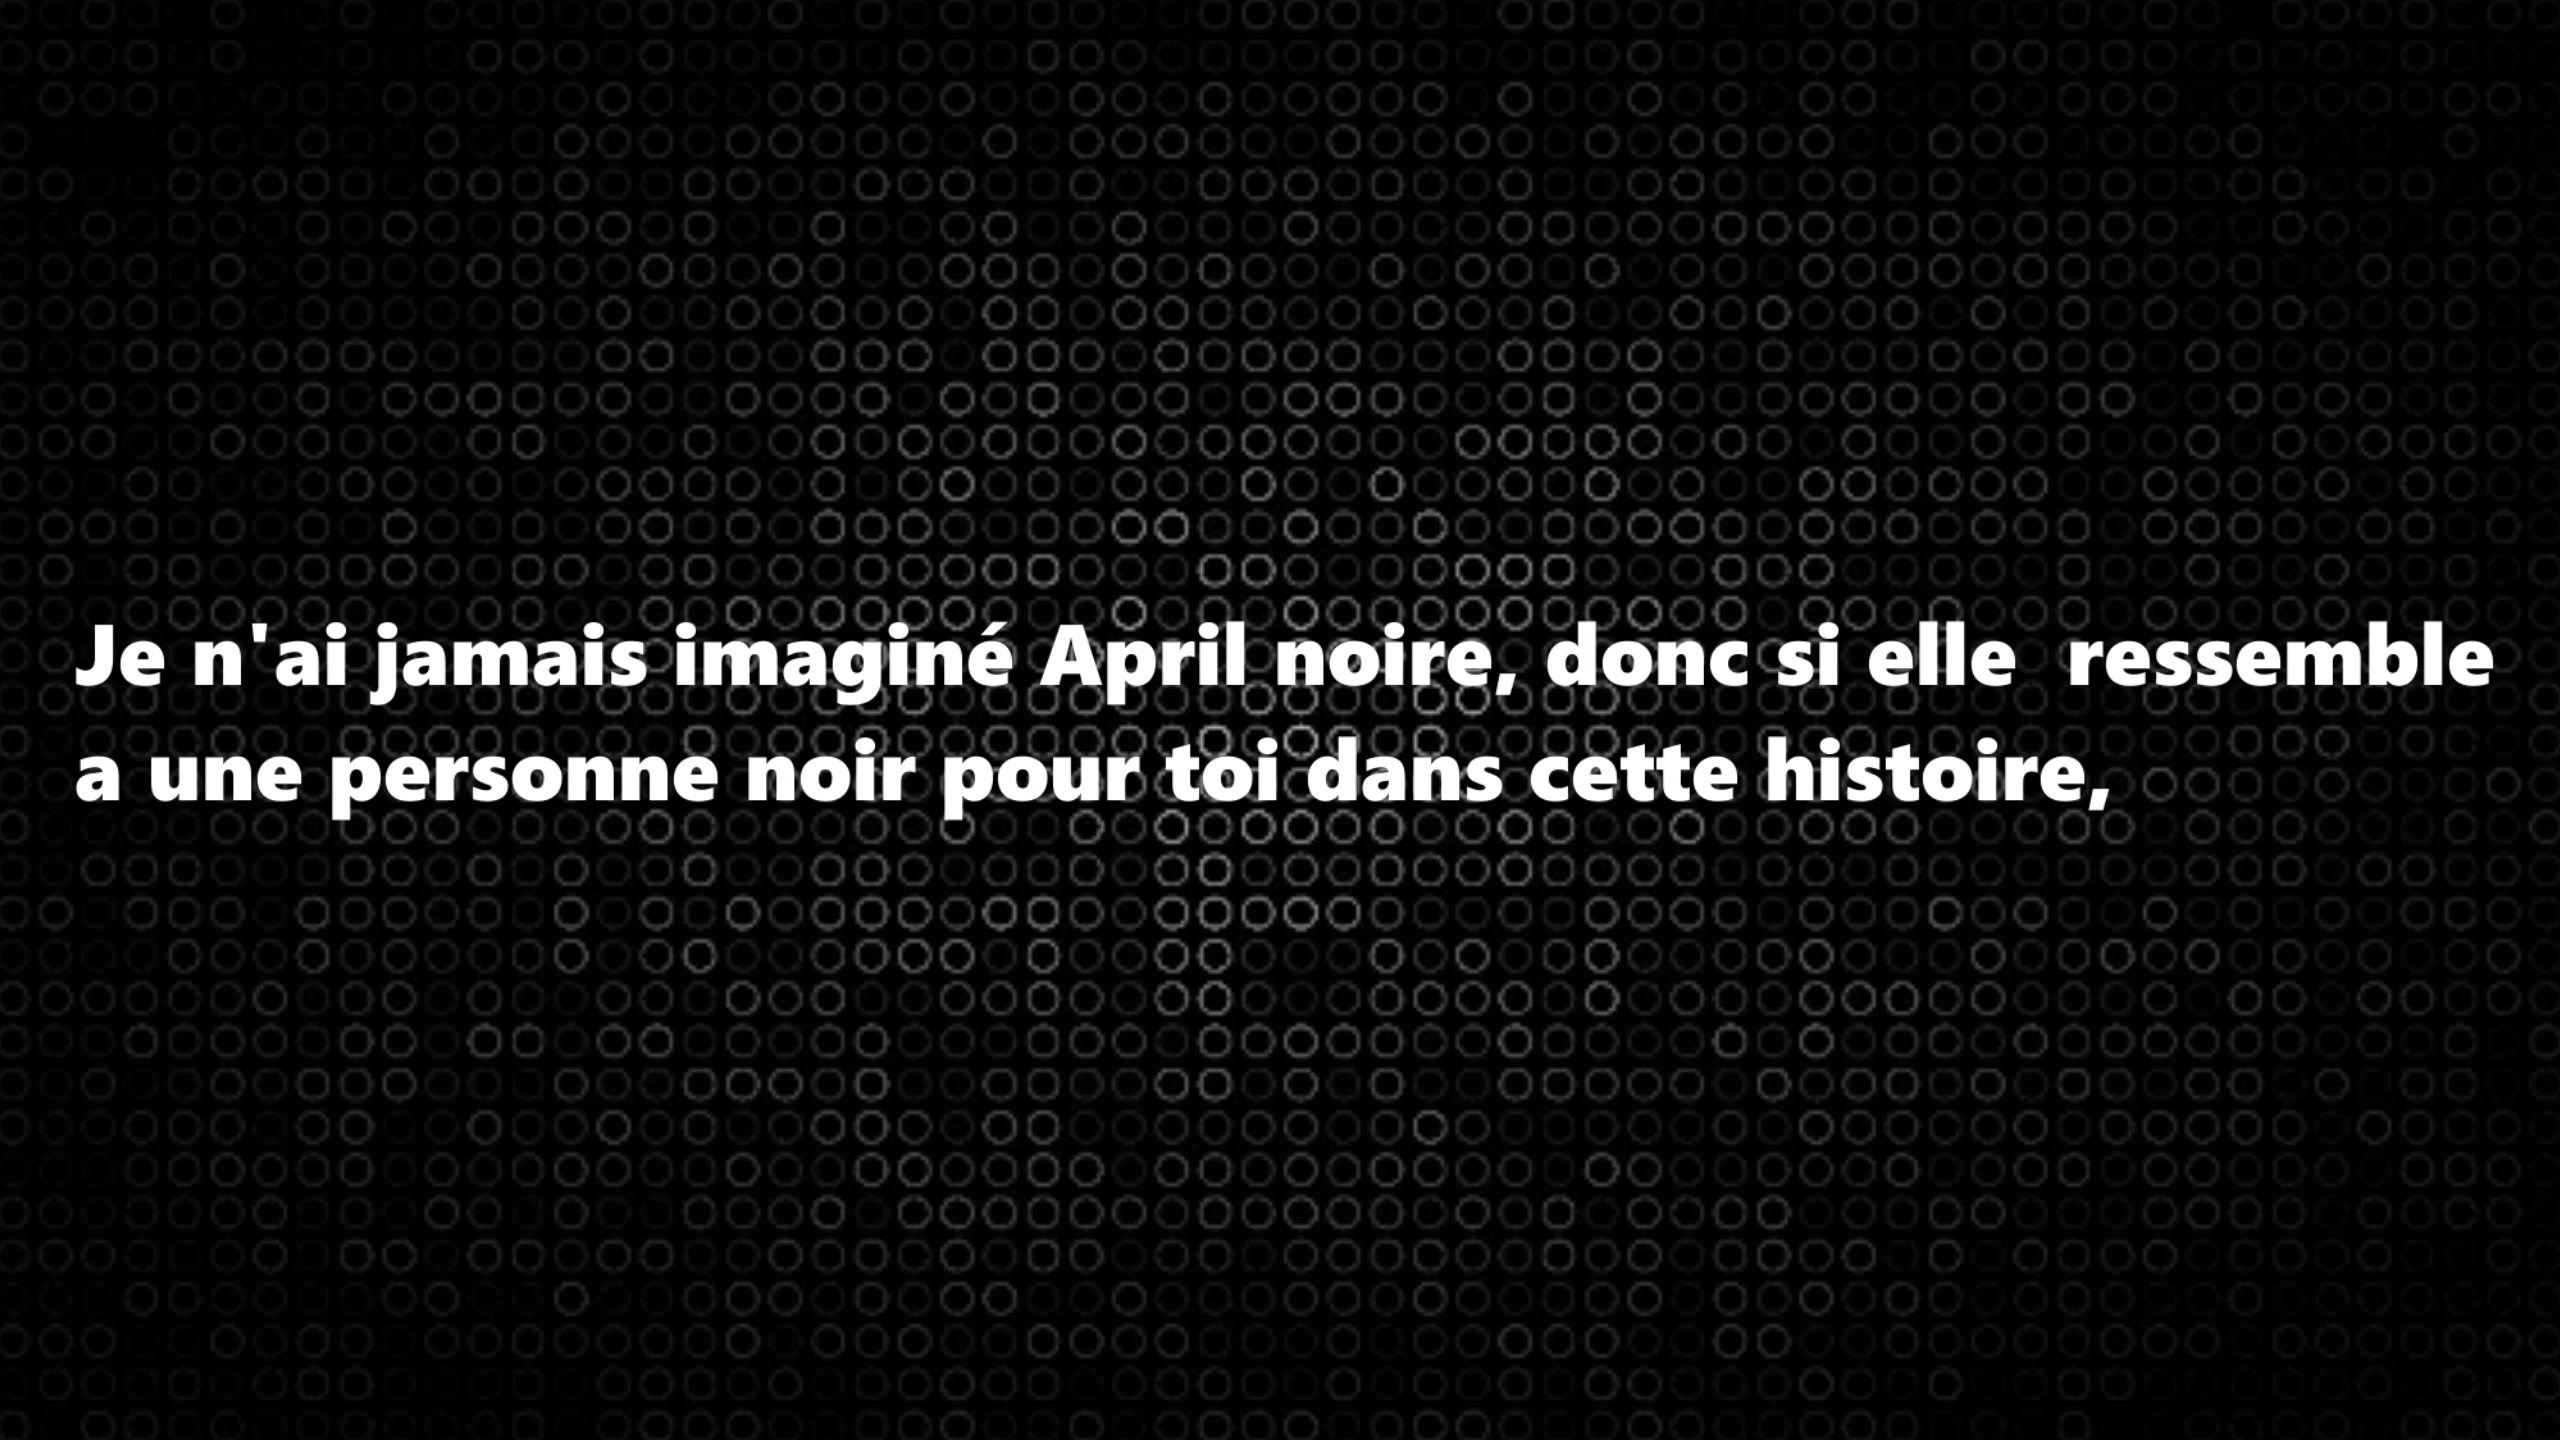 Je n'ai jamais imaginé April noire, donc si elle  ressemble
a une personne noir pour toi dans cette histoire,